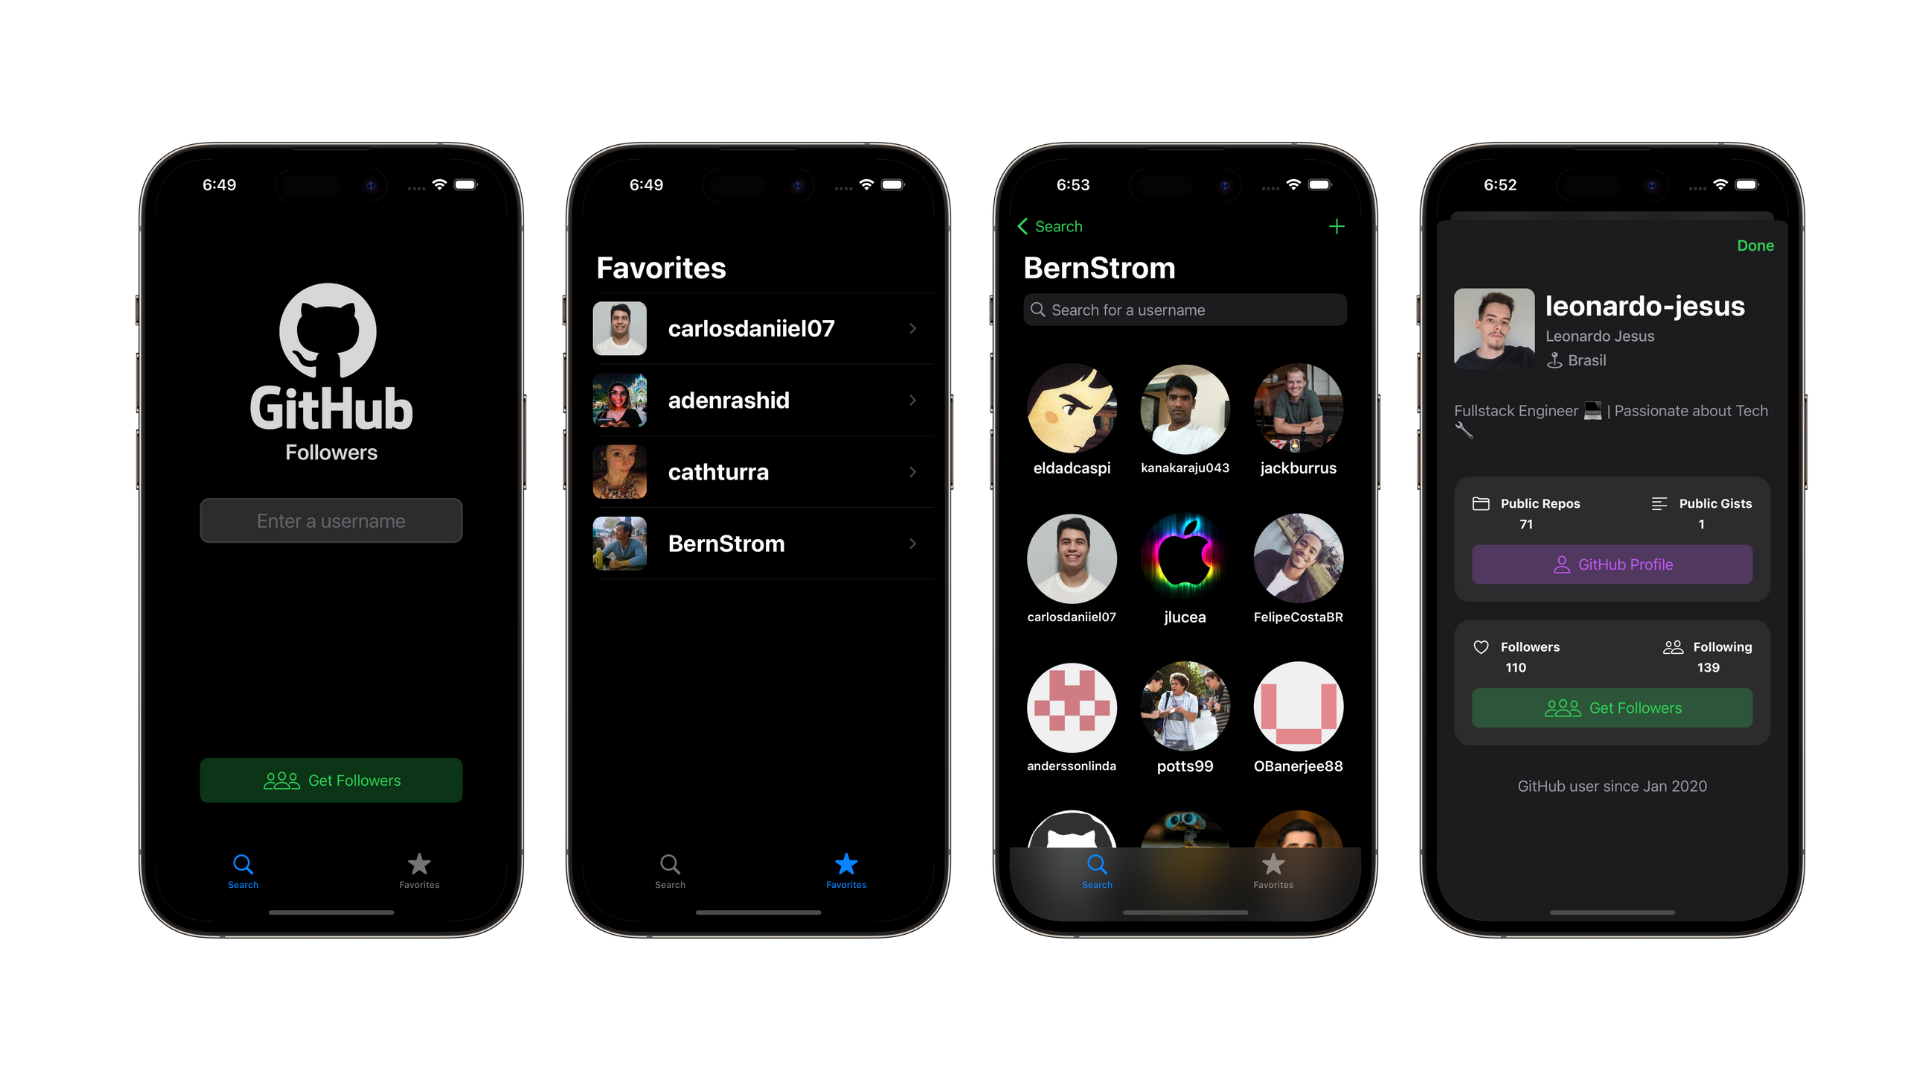 6:49
GitHub
Followers
Enter a username
Get Followers
Search
Favorites
6:49
Favorites
carlosdaniiel07
adenrashid
cathturra
BernStrom
Search
Favorites
6:53
Search
BernStrom
Search for a username
eldadcaspi
kanakaraju043
jackburrus
carlosdaniiel07
jlucea
FelipeCostaBR
anderssonlinda
potts99
OBanerjee88
Search
Favorites
6:52
Done
leonardo-jesus
Leonardo Jesus
Brasil
Fullstack Engineer 💻 | Passionate about Tech
🔧
Public Repos
71
Public Gists
1
GitHub Profile
Followers
110
Following
139
Get Followers
GitHub user since Jan 2020